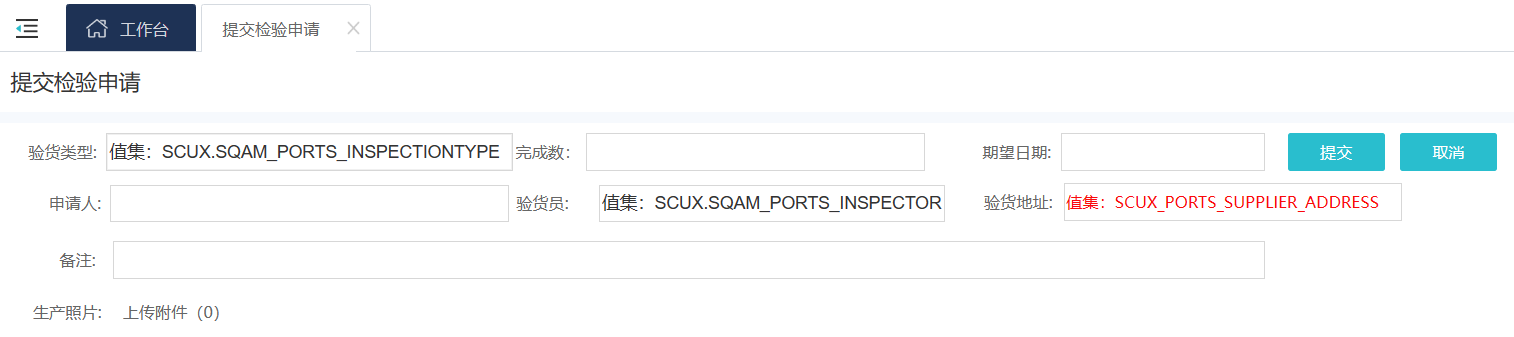 工作台 提交检验申请
提交检验申请
验货类型: 值集：SCUX.SQAM_PORTS_INSPECTIONTYPE 完成数： 期望日期: 提交 取消
申请人: 验货员: 值集：SCUX.SQAM_PORTS_INSPECTOR 验货地址: 值集：SCUX_PORTS_SUPPLIER_ADDRESS
备注:
生产照片: 上传附件（0）